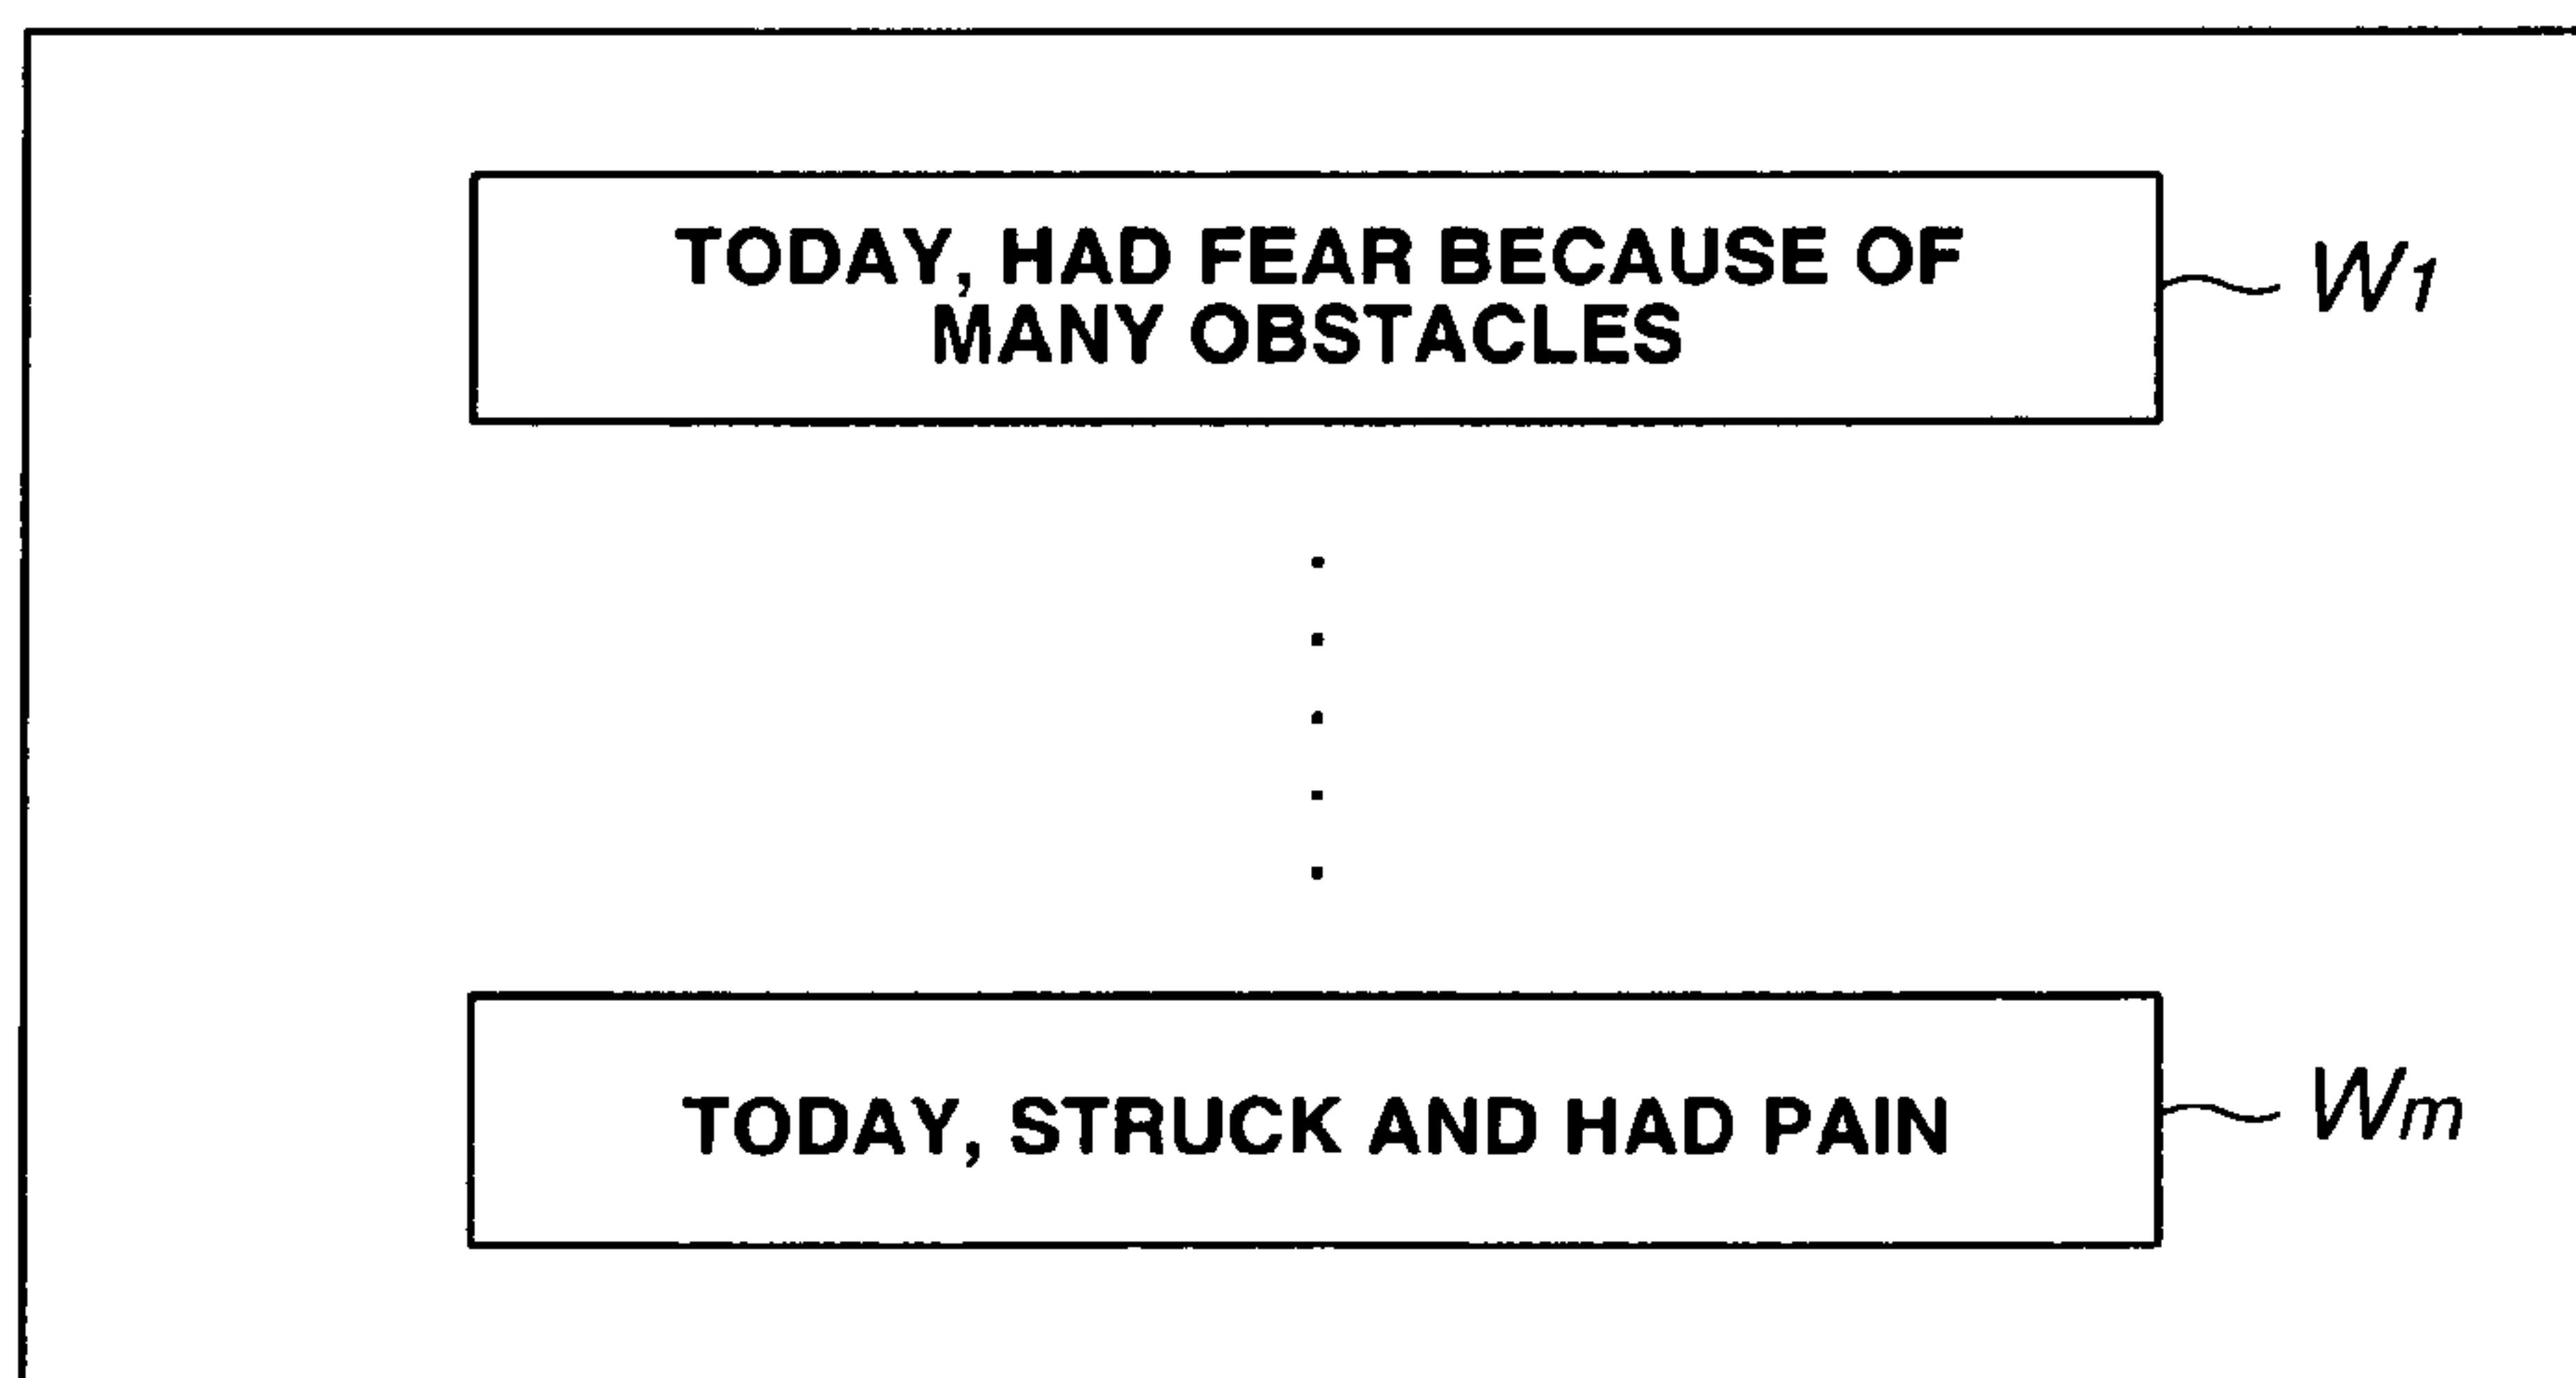 TODAY, HAD FEAR BECAUSE OF
MANY OBSTACLES
W1
TODAY, STRUCK AND HAD PAIN
Wm